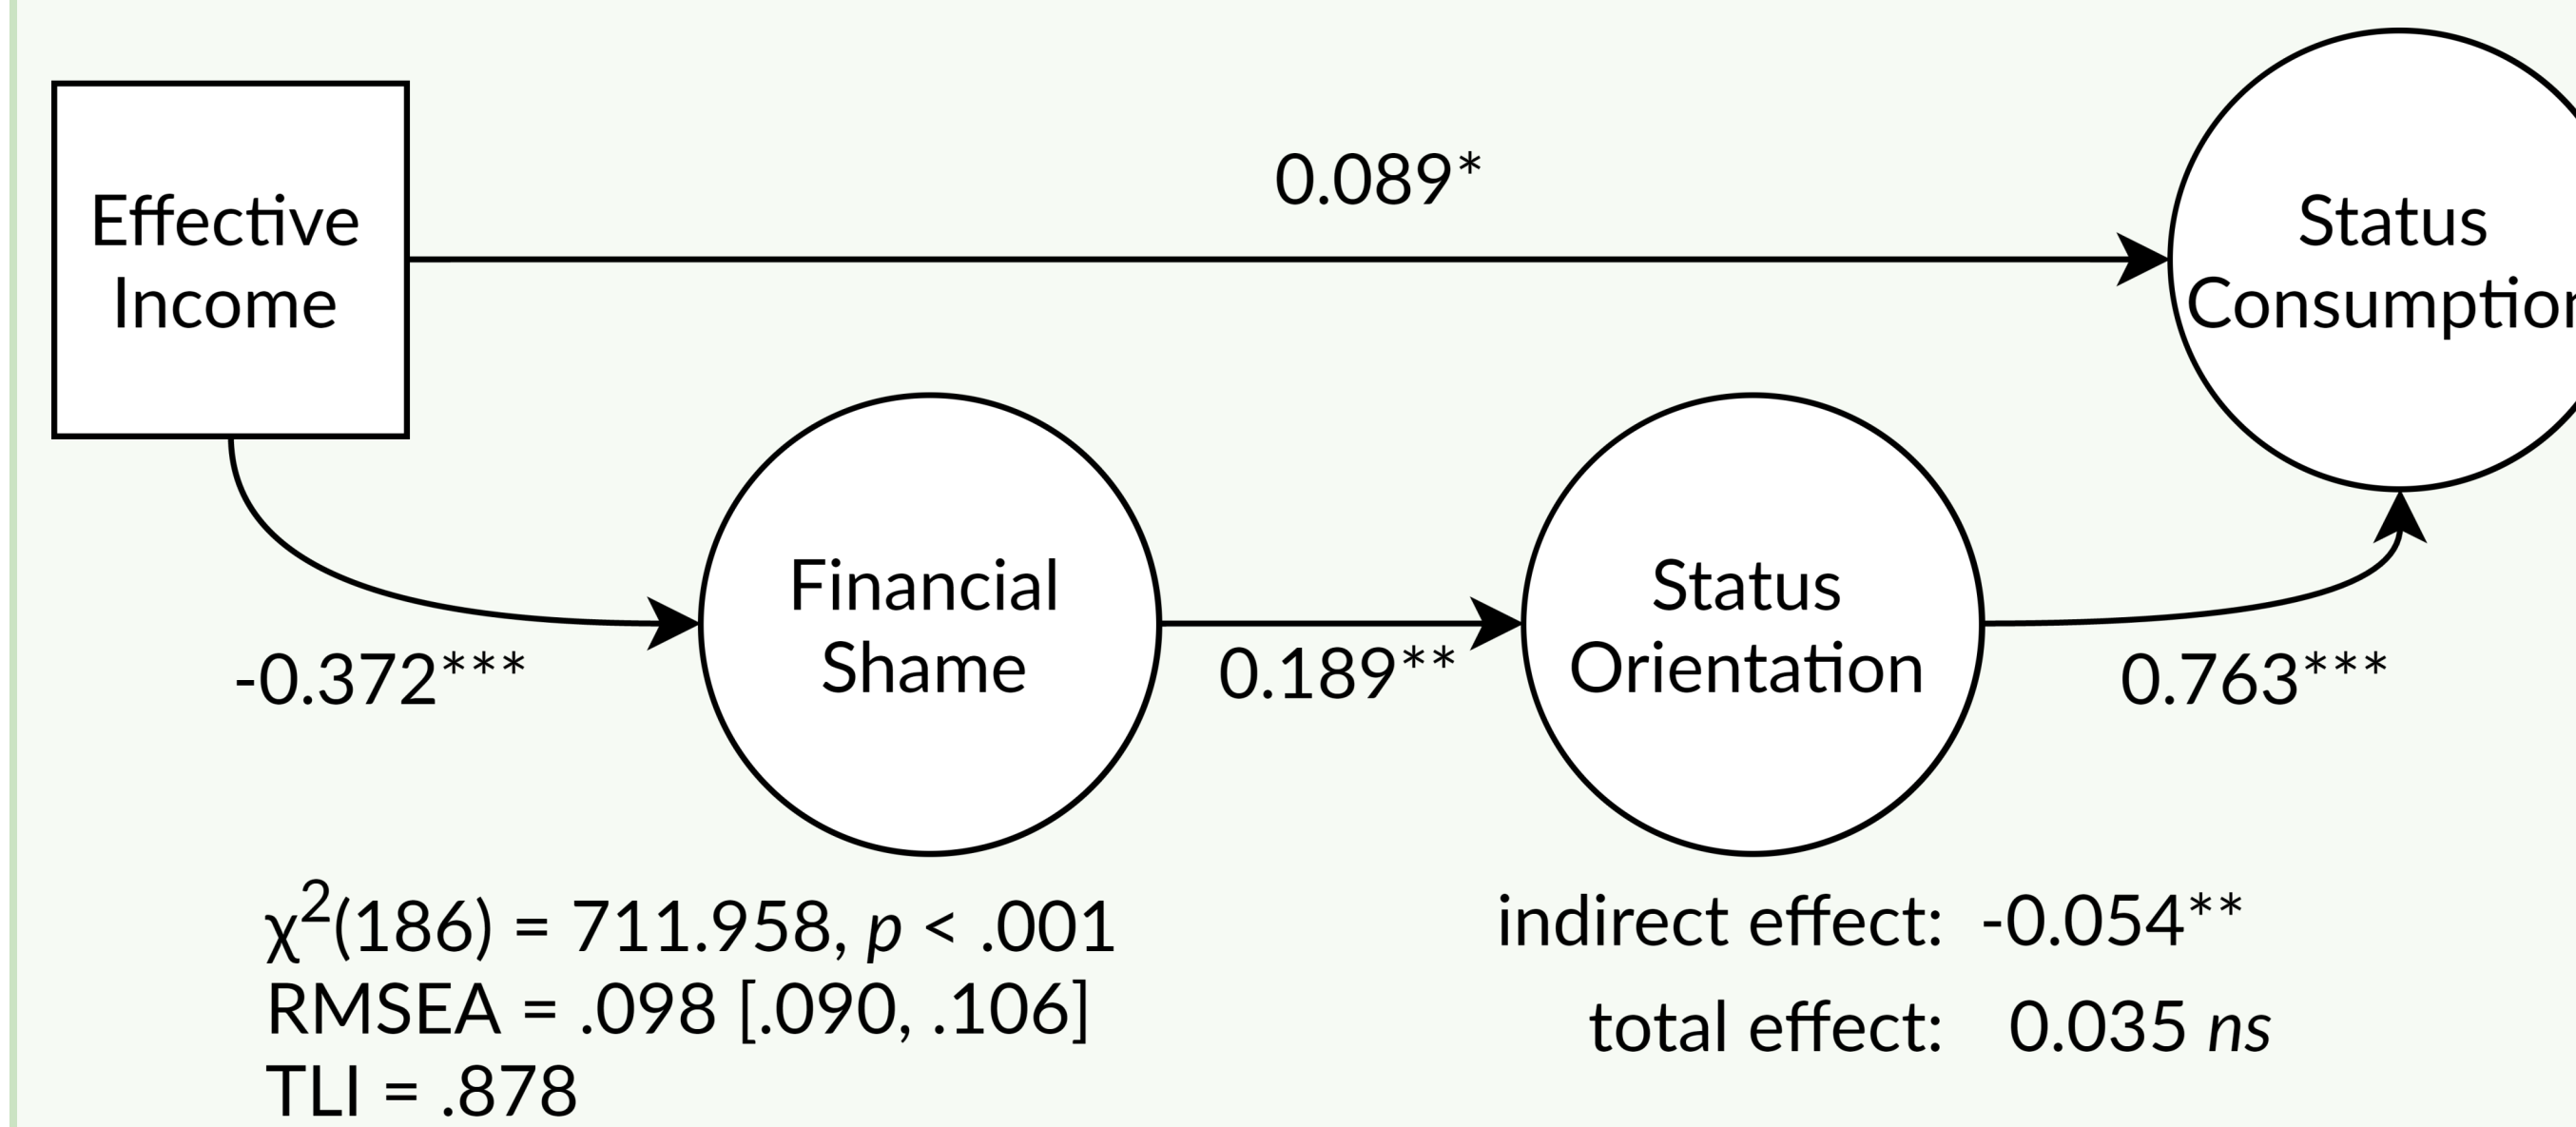 0.089*
Effective
Income
Status
Consumption
Financial
Shame
Status
Orientation
-0.372***
0.189**
0.763***
χ²(186) = 711.958, p < .001
RMSEA = .098 [.090, .106]
TLI = .878
indirect effect: -0.054**
total effect: 0.035 ns